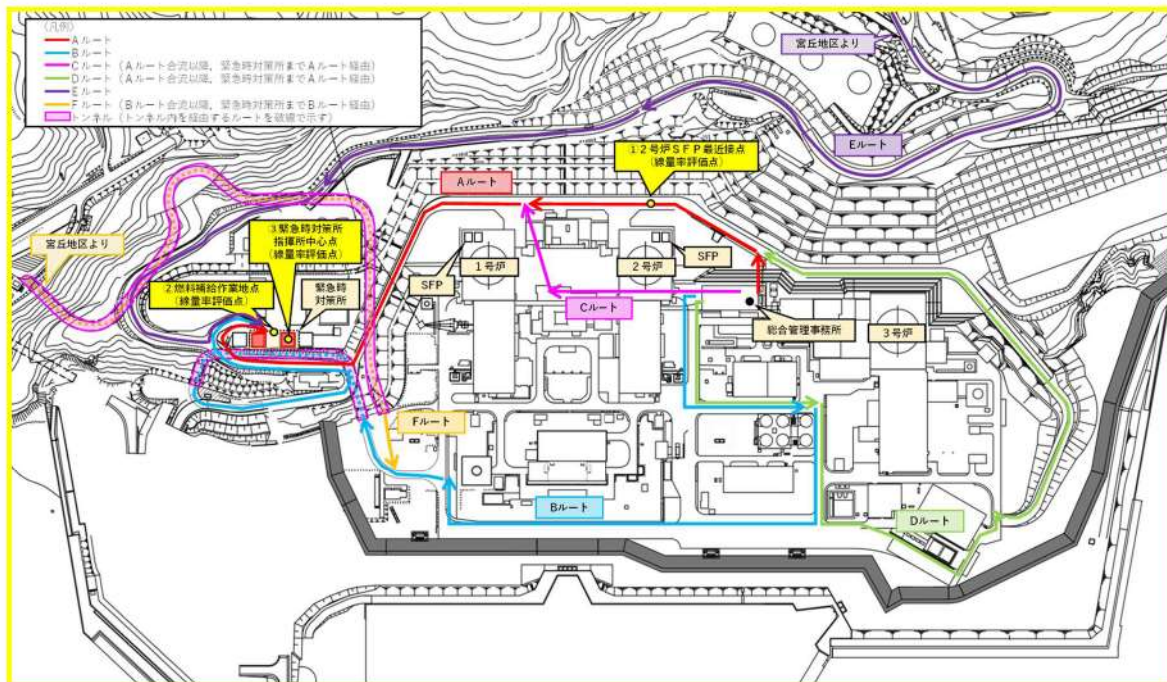 （凡例）
Aルート
Bルート
Cルート（Aルート合流以降，緊急時対策所までAルート経由）
Dルート（Aルート合流以降，緊急時対策所までAルート経由）
Eルート
Fルート（Bルート合流以降，緊急時対策所までBルート経由）
トンネル（トンネル内を経由するルートを破線で示す）
宮丘地区より
Eルート
①２号炉ＳＦＰ最近接点
（線量率評価点）
Aルート
③緊急時対策所
指揮所中心点
（線量率評価点）
宮丘地区より
②燃料補給作業地点
（線量率評価点）
緊急時
対策所
SFP
１号炉
２号炉
SFP
Cルート
総合管理事務所
３号炉
Fルート
Bルート
Dルート